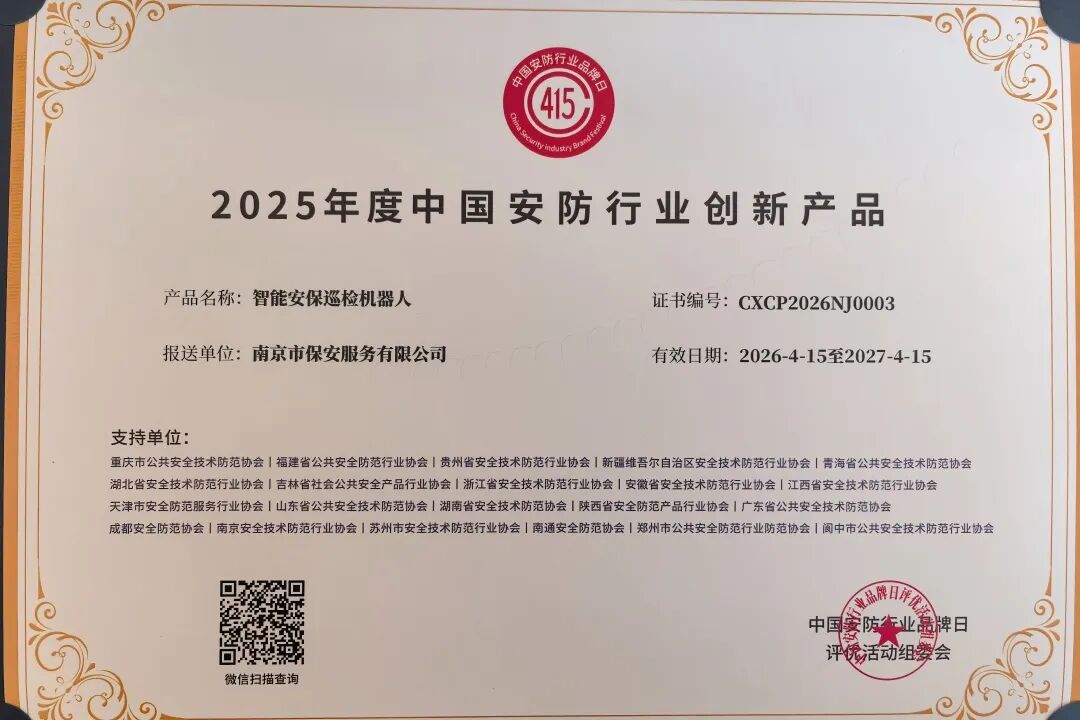 中国安防行业品牌日
415
China Security Industry Brand Festival
2025年度中国安防行业创新产品
产品名称：智能安保巡检机器人
证书编号：CXCP2026NJ0003
报送单位：南京市保安服务有限公司
有效日期：2026-4-15至2027-4-15
支持单位：
重庆市公共安全技术防范协会｜福建省公共安全防范行业协会｜贵州省安全技术防范行业协会｜新疆维吾尔自治区安全技术防范行业协会｜青海省公共安全技术防范协会
湖北省安全技术防范行业协会｜吉林省社会公共安全产品行业协会｜浙江省安全技术防范行业协会｜安徽省安全技术防范行业协会｜江西省安全技术防范行业协会
天津市安全防范服务行业协会｜山东省公共安全技术防范协会｜湖南省安全技术防范协会｜陕西省安全防范产品行业协会｜广东省公共安全技术防范协会
成都安全防范协会｜南京安全技术防范行业协会｜苏州市安全技术防范行业协会｜南通安全防范协会｜郑州市公共安全防范行业防范协会｜阆中市公共安全技术防范行业协会
微信扫描查询
中国安防行业品牌日
评优活动组委会